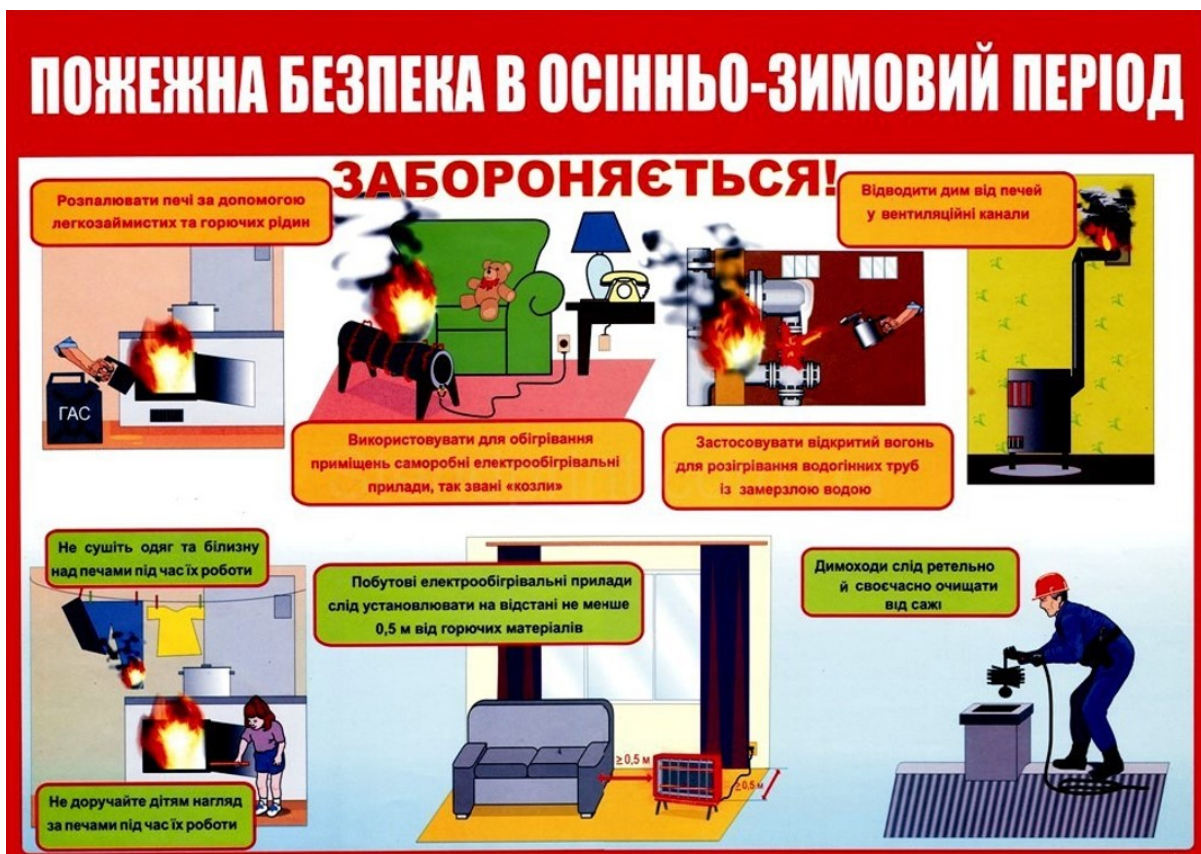 ПОЖЕЖНА БЕЗПЕКА В ОСІННЬО-ЗИМОВИЙ ПЕРІОД
ЗАБОРОНЯЄТЬСЯ!
Розпалювати печі за допомогою
легкозаймистих та горючих рідин
Відводити дим від печей
у вентиляційні канали
ГАС
Використовувати для обігрівання
приміщень саморобні електрообігрівальні
прилади, так звані «козли»
Застосовувати відкритий вогонь
для розігрівання водогінних труб
із замерзлою водою
Не сушіть одяг та білизну
над печами під час їх роботи
Побутові електрообігрівальні прилади
слід установлювати на відстані не менше
0,5 м від горючих матеріалів
Димоходи слід ретельно
й своєчасно очищати
від сажі
≥ 0,5 м
≥ 0,5 м
Не доручайте дітям нагляд
за печами під час їх роботи